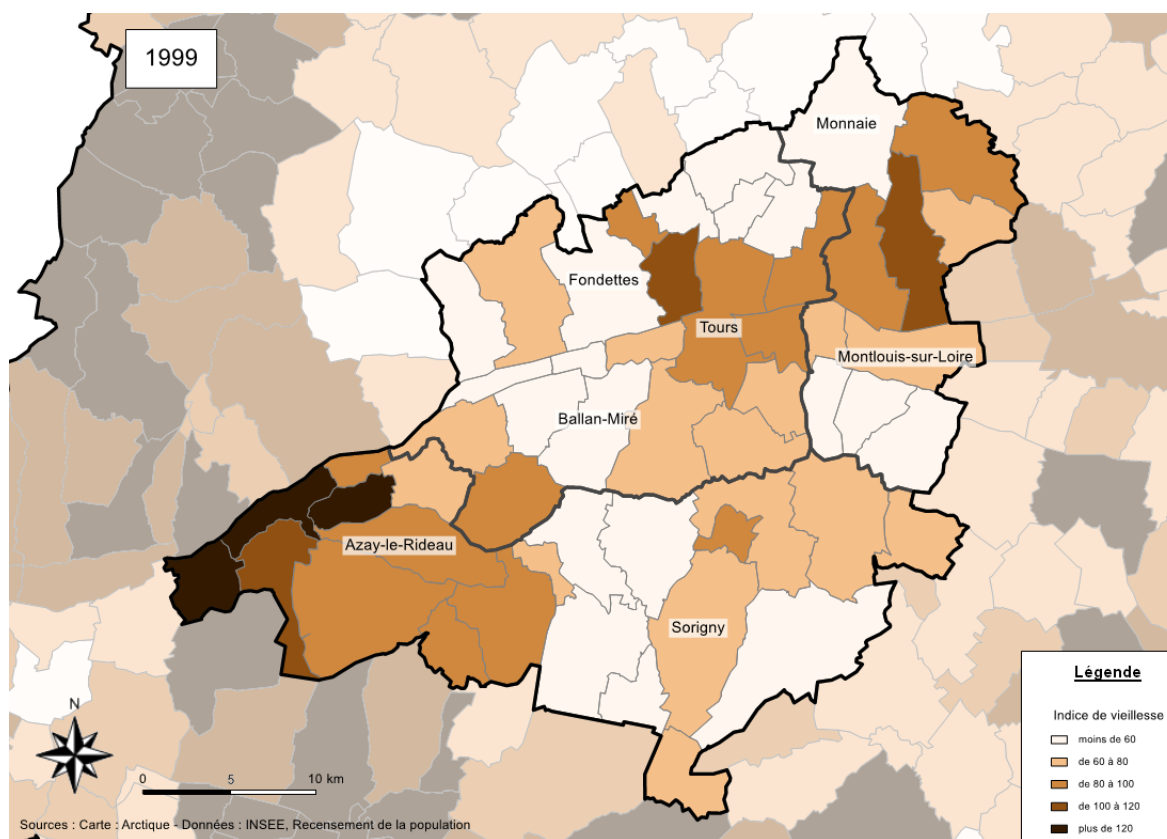 1999
Monnaie
Fondettes
Tours
Montlouis-sur-Loire
Ballan-Miré
Azay-le-Rideau
Sorigny
Légende
Indice de vieillesse
moins de 60
de 60 à 80
de 80 à 100
de 100 à 120
plus de 120
N
0 5 10 km
Sources : Carte : Arctique - Données : INSEE, Recensement de la population